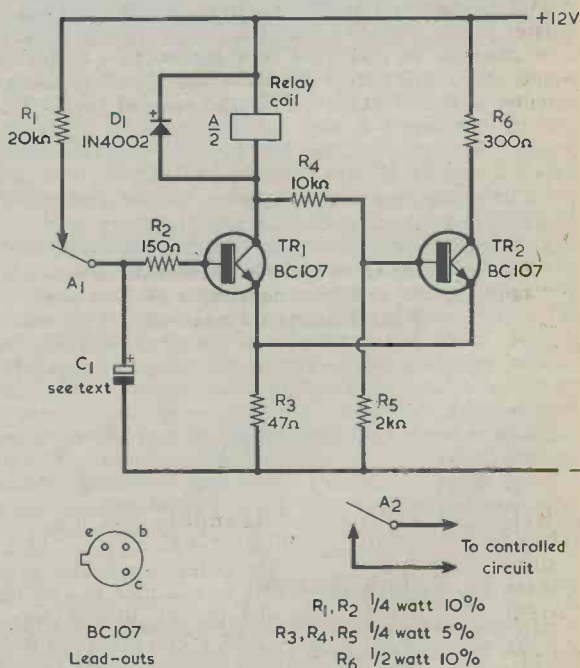 +12V
R1
20kΩ
D1
1N4002
+
Relay
coil
A
2
R4
10kΩ
R6
300Ω
R2
150Ω
TR1
BC107
TR2
BC107
A1
C1
see text
+
R3
47Ω
R5
2kΩ
A2
To controlled
circuit
e
b
c
BC107
Lead-outs
R1, R2 1/4 watt 10%
R3, R4, R5 1/4 watt 5%
R6 1/2 watt 10%